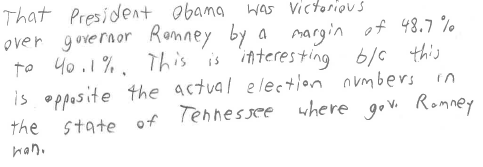 That President Obama was victorious
over governor Romney by a margin of 48.7%
to 40.1%. This is interesting b/c this
is opposite the actual election numbers in
the state of Tennessee where gov. Romney
won.